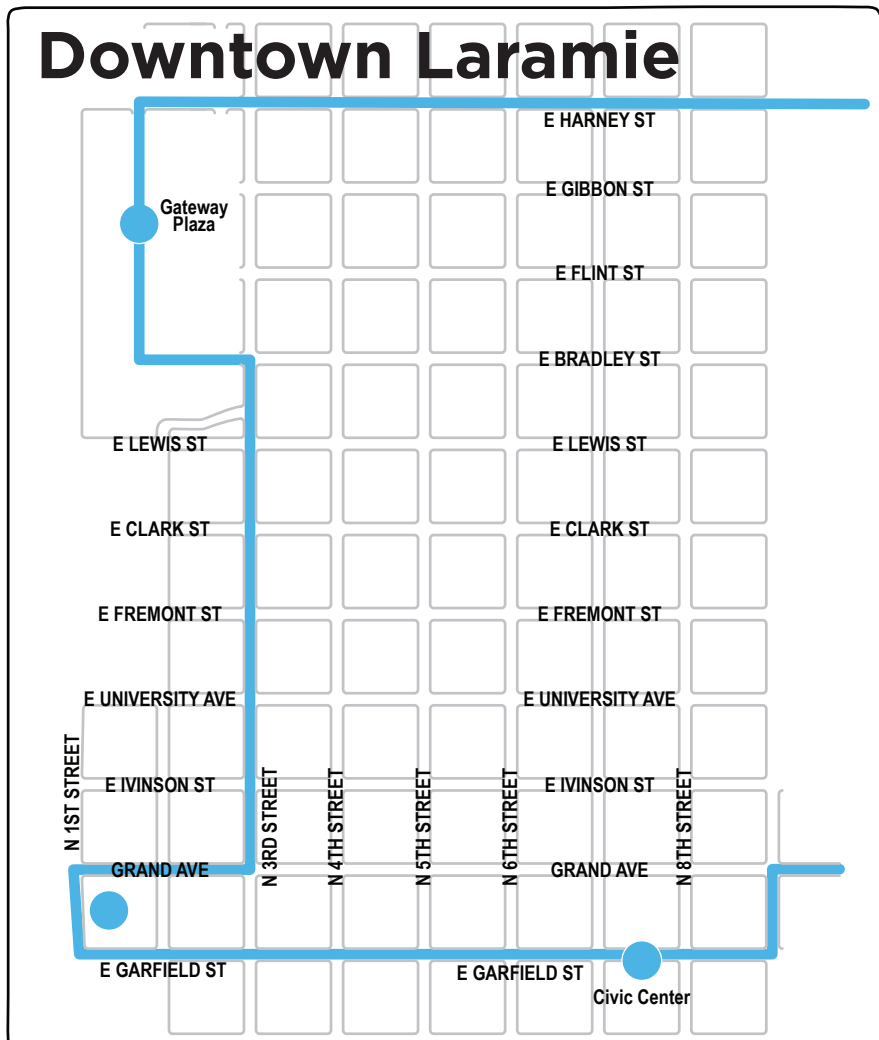 Downtown Laramie
E HARNEY ST
E GIBBON ST
Gateway
Plaza
E FLINT ST
E BRADLEY ST
E LEWIS ST
E LEWIS ST
E CLARK ST
E CLARK ST
E FREMONT ST
E FREMONT ST
E UNIVERSITY AVE
E UNIVERSITY AVE
N 1ST STREET
E IVINSON ST
E IVINSON ST
N 3RD STREET
N 4TH STREET
N 5TH STREET
N 6TH STREET
N 8TH STREET
GRAND AVE
GRAND AVE
E GARFIELD ST
E GARFIELD ST
Civic Center